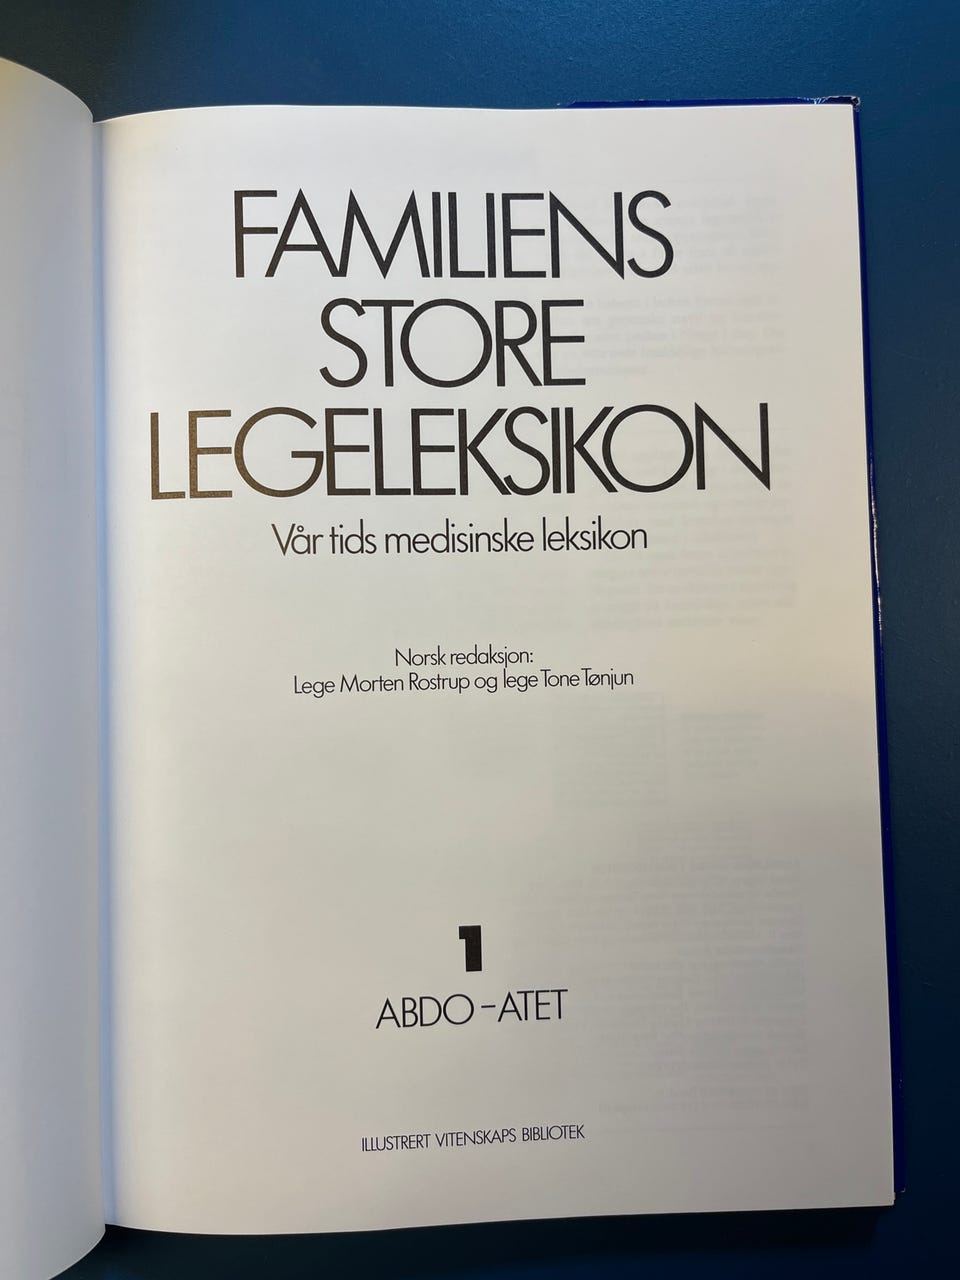 FAMILIENS
STORE
LEGELEKSIKON
Vår tids medisinske leksikon
Norsk redaksjon:
Lege Morten Rostrup og lege Tone Tønjun
1
ABDO – ATET
ILLUSTRERT VITENSKAPS BIBLIOTEK